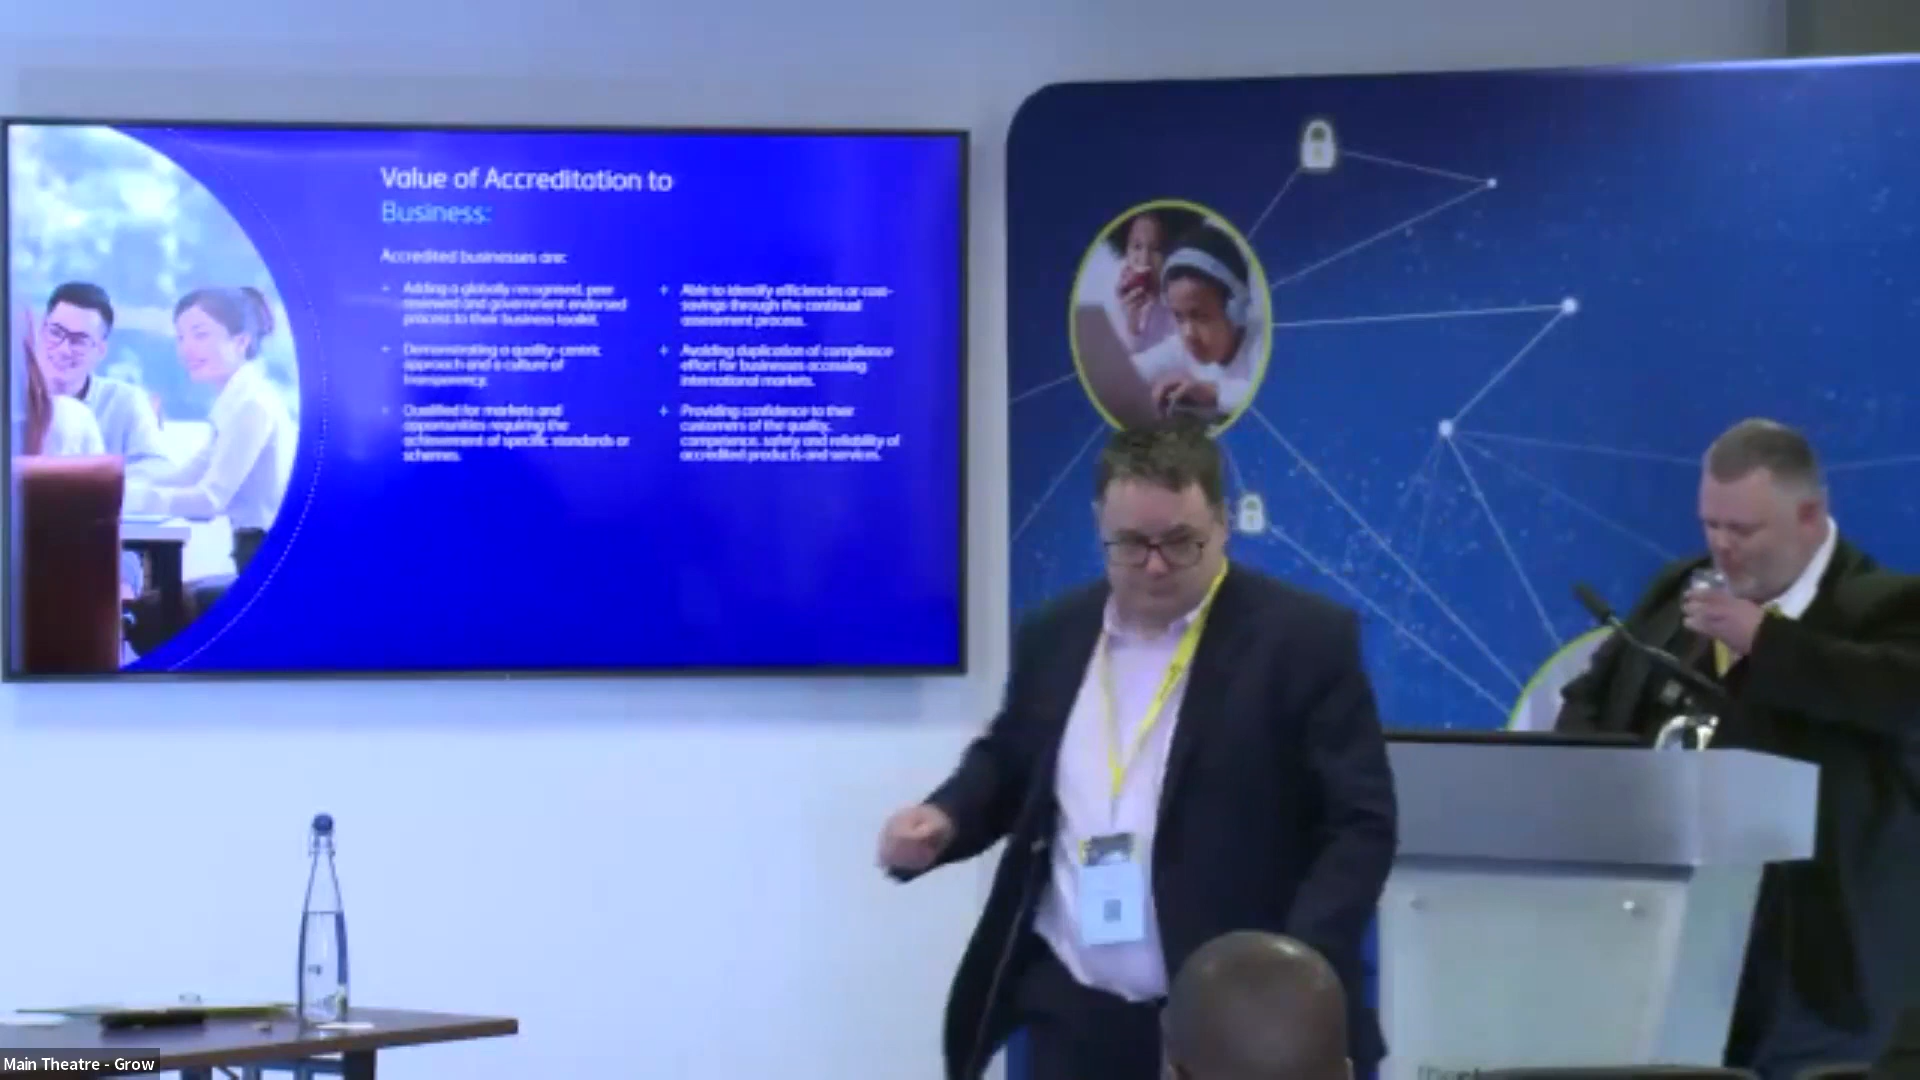 Value of Accreditation to
Business:
Accredited businesses are:
+ Adding a globally recognised, peer
reviewed and government endorsed
process to their business toolkit.
+ Demonstrating a quality-centric
approach and a culture of
transparency.
+ Qualified for markets and
opportunities requiring the
achievement of specific standards or
schemes.
+ Able to identify efficiencies or cost-
savings through the continual
assessment process.
+ Avoiding duplication of compliance
effort for businesses accessing
international markets.
+ Providing confidence to their
customers of the quality,
competence, safety and reliability of
accredited products and services.
Main Theatre - Grow